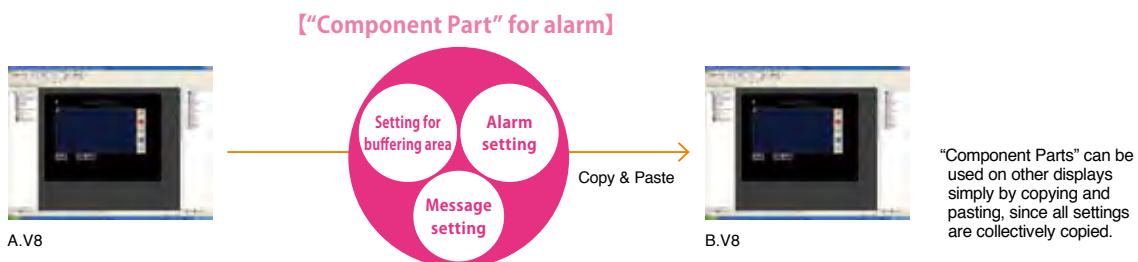 【“Component Part” for alarm】
Setting for
buffering area
Alarm
setting
Message
setting
Copy & Paste
A.V8
B.V8
“Component Parts” can be
used on other displays
simply by copying and
pasting, since all settings
are collectively copied.